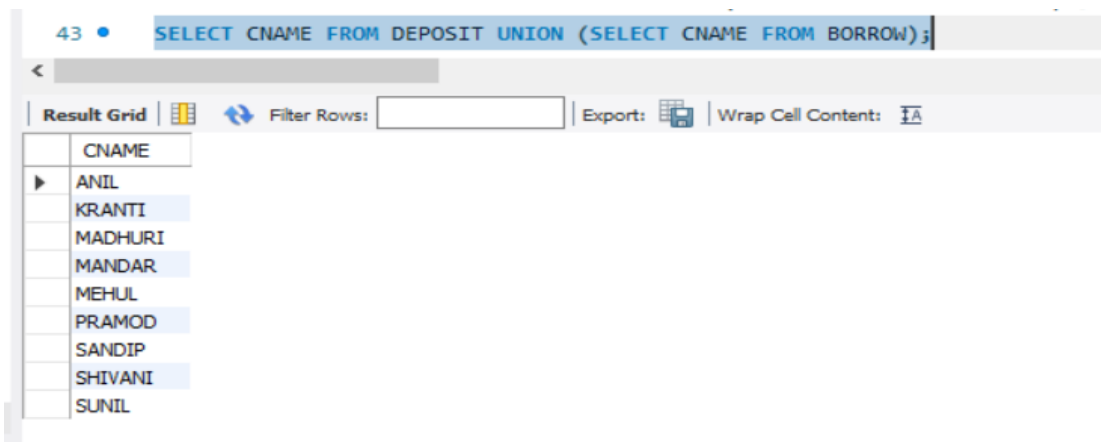 43 SELECT CNAME FROM DEPOSIT UNION (SELECT CNAME FROM BORROW);
Result Grid Filter Rows: Export: Wrap Cell Content: IA
CNAME
ANIL
KRANTI
MADHURI
MANDAR
MEHUL
PRAMOD
SANDIP
SHIVANI
SUNIL